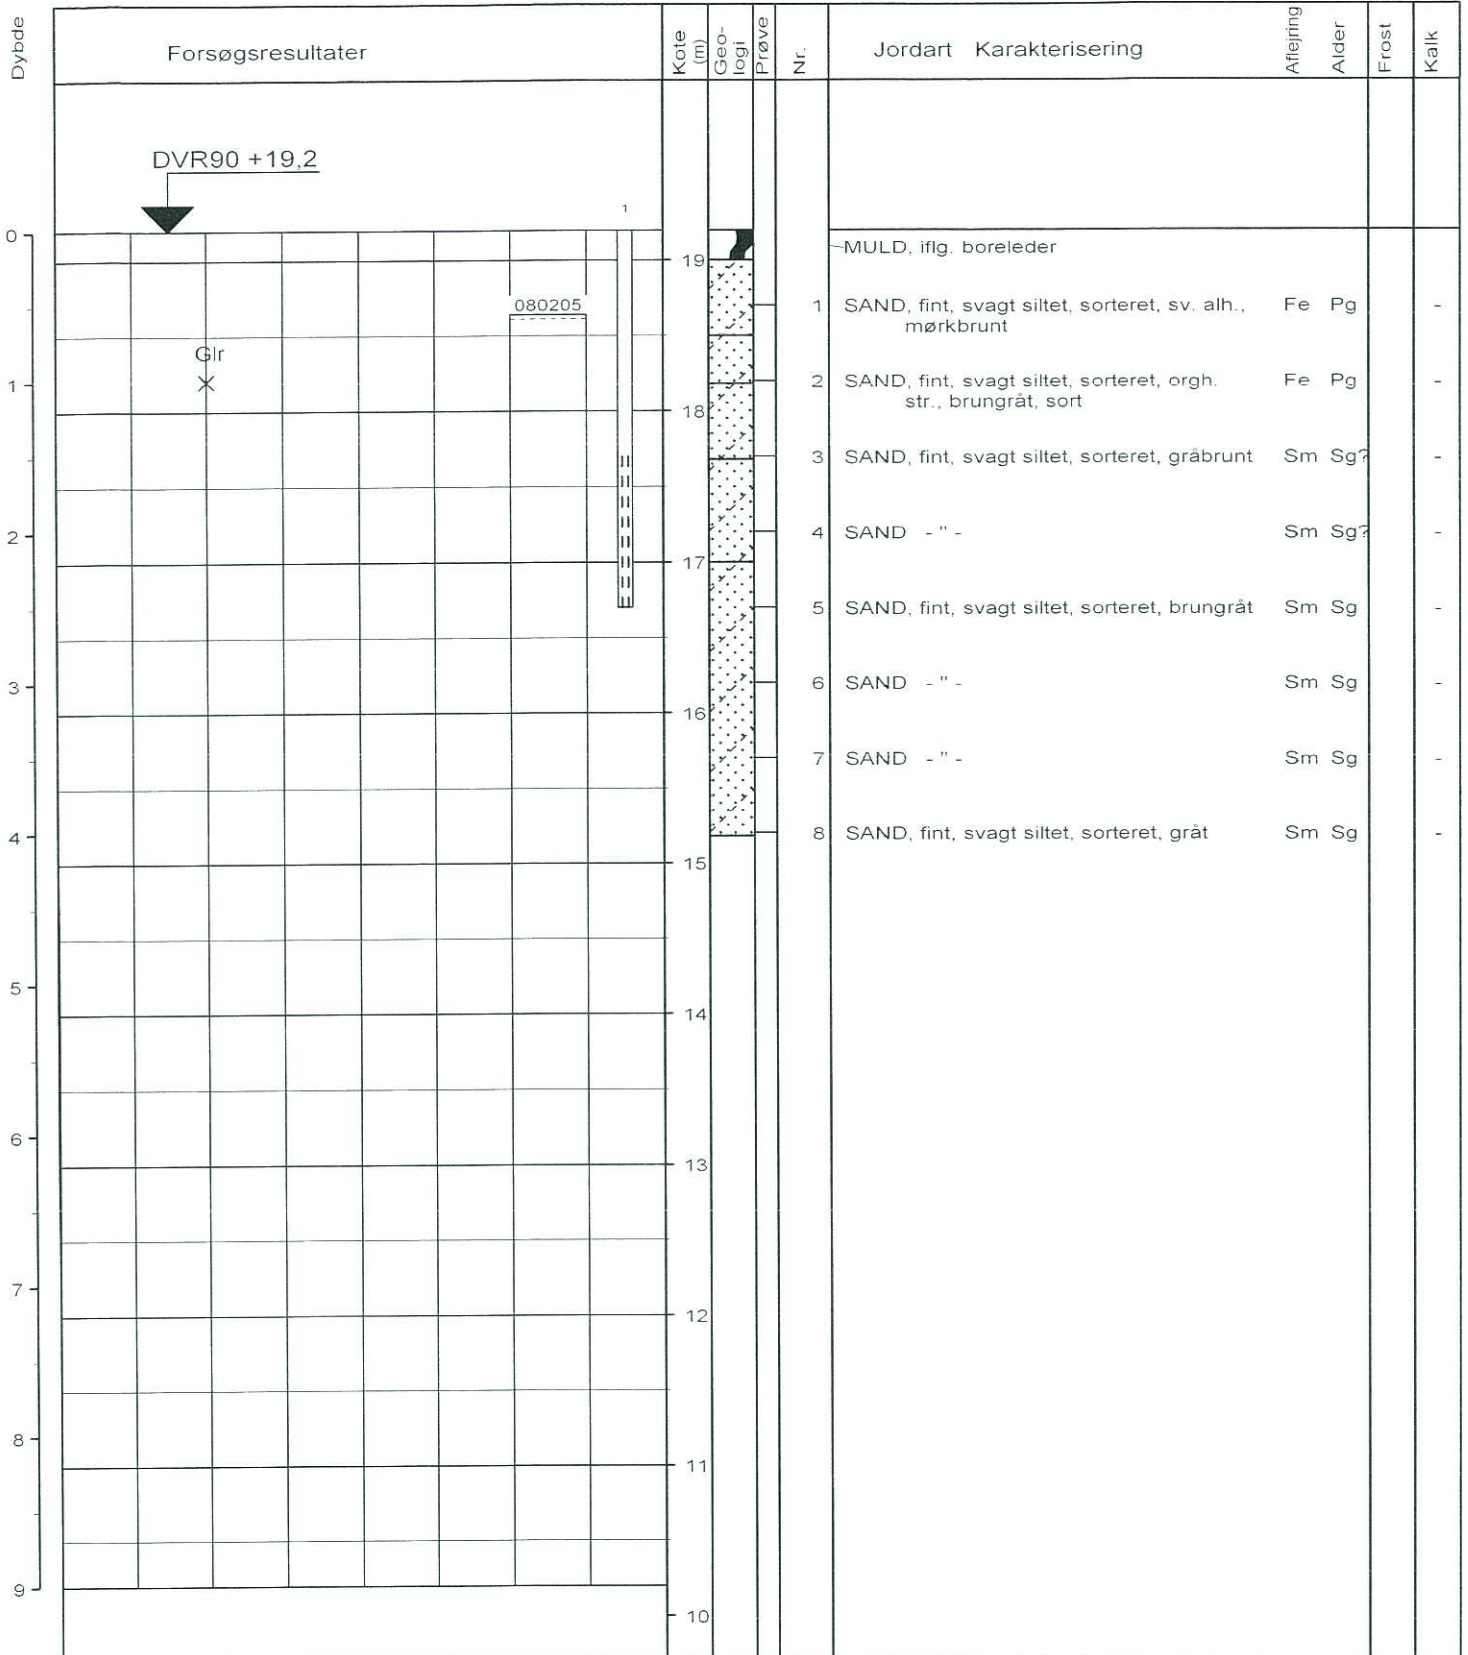 Dybde
Forsøgsresultater
Kote
(m)
Geo-
logi
Prøve
Nr.
Jordart Karakterisering
Aflejring
Alder
Frost
Kalk
DVR90 +19,2
1
0
MULD, iflg. boreleder
19
080205
1 SAND, fint, svagt siltet, sorteret, sv. alh., Fe Pg -
mørkbrunt
Glr
1
2 SAND, fint, svagt siltet, sorteret, orgh. Fe Pg -
str., brungråt, sort
18
3 SAND, fint, svagt siltet, sorteret, gråbrunt Sm Sg? -
2
4 SAND - " - Sm Sg? -
17
5 SAND, fint, svagt siltet, sorteret, brungråt Sm Sg -
3
6 SAND - " - Sm Sg -
16
7 SAND - " - Sm Sg -
4
8 SAND, fint, svagt siltet, sorteret, gråt Sm Sg -
15
5
14
6
13
7
12
8
11
9
10